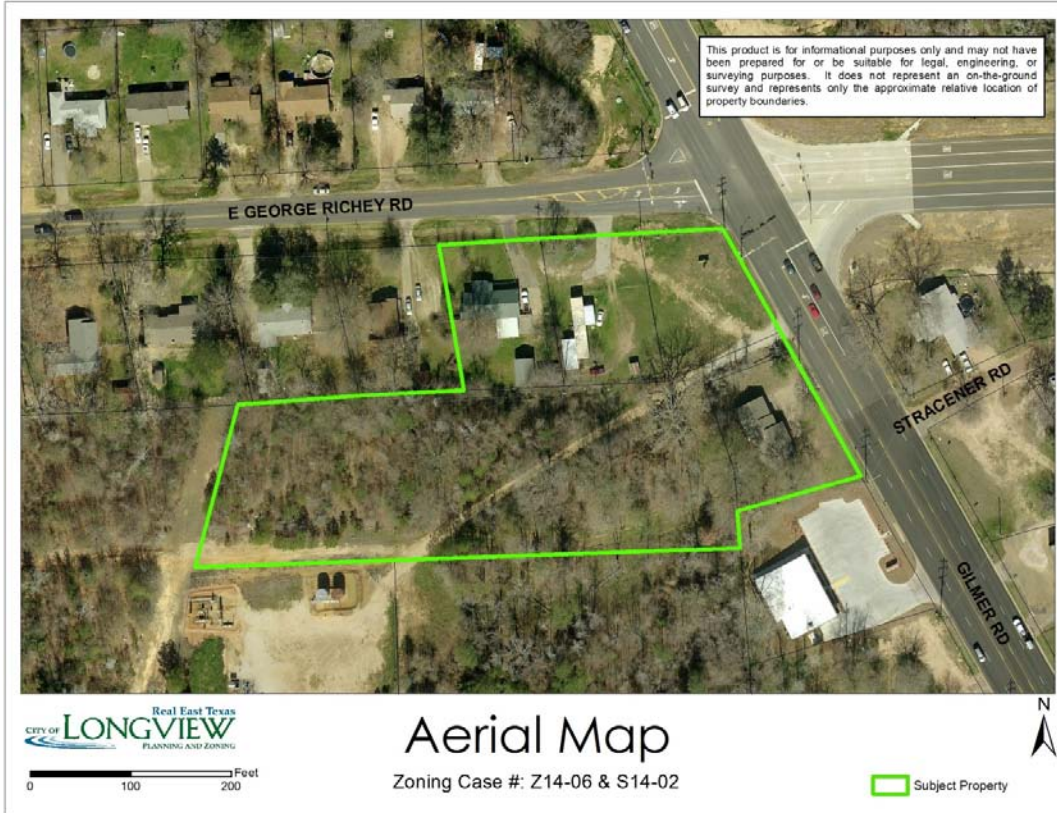 This product is for informational purposes only and may not have
been prepared for or be suitable for legal, engineering, or
surveying purposes. It does not represent an on-the-ground
survey and represents only the approximate relative location of
property boundaries.
E GEORGE RICHEY RD
STRACENER RD
GILMER RD
Real East Texas
CITY OF LONGVIEW
PLANNING AND ZONING
Feet
0 100 200
Aerial Map
Zoning Case #: Z14-06 & S14-02
N
Subject Property